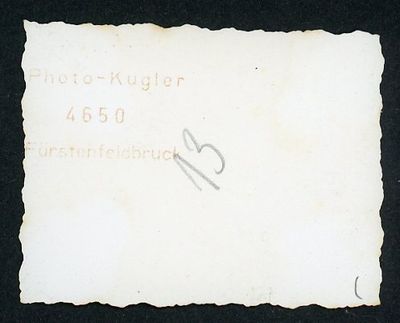 Photo-Kugler
4650
Fürstenfeldbruck
13